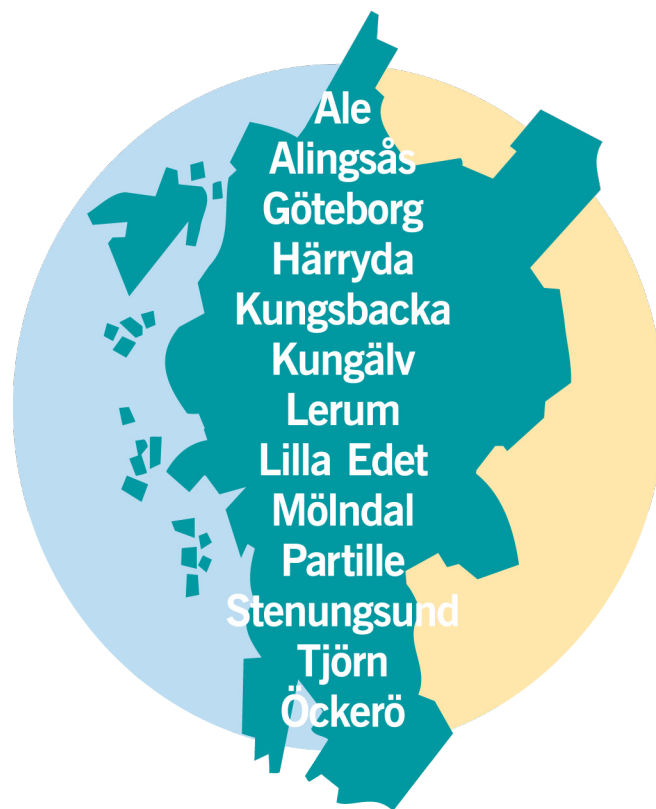 Ale
Alingsås
Göteborg
Härryda
Kungsbacka
Kungälv
Lerum
Lilla Edet
Mölndal
Partille
Stenungsund
Tjörn
Öckerö